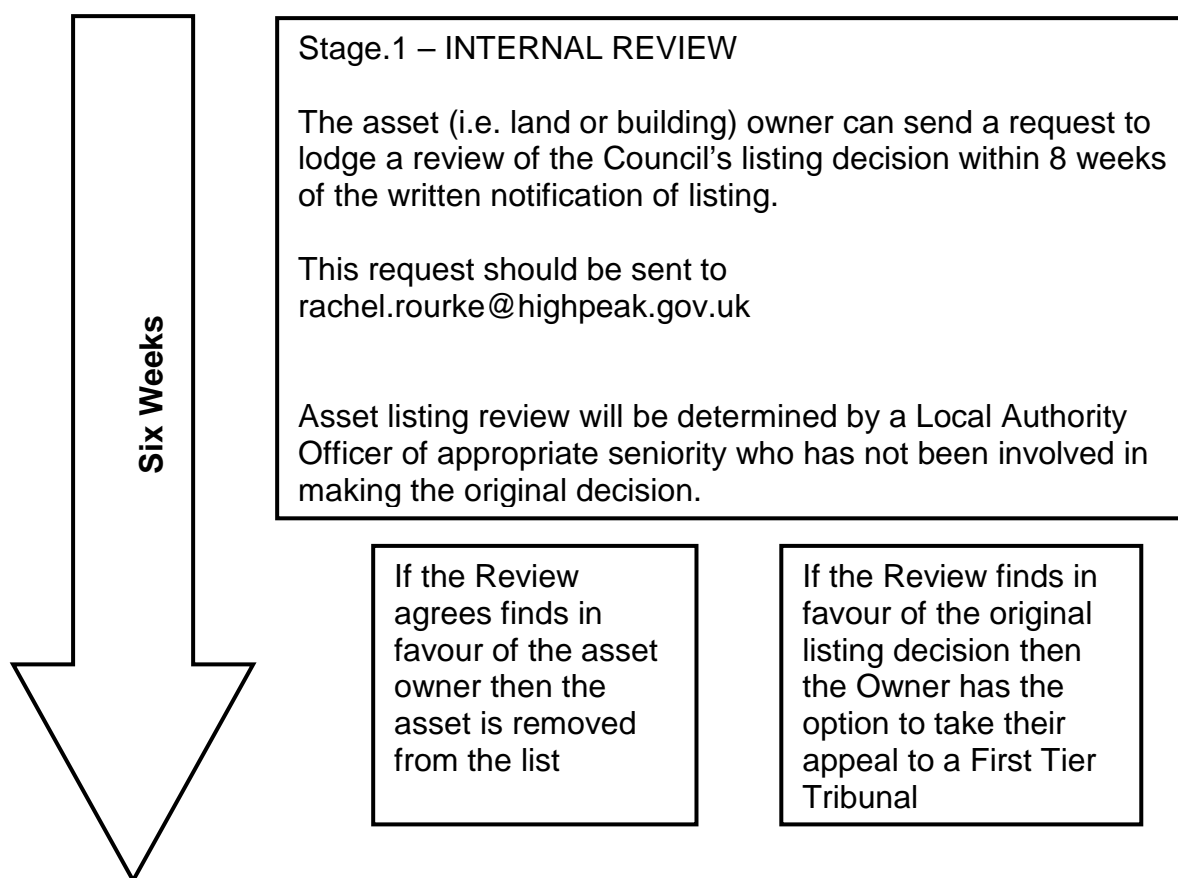 Stage.1 – INTERNAL REVIEW
The asset (i.e. land or building) owner can send a request to
lodge a review of the Council's listing decision within 8 weeks
of the written notification of listing.
This request should be sent to
rachel.rourke@highpeak.gov.uk
Asset listing review will be determined by a Local Authority
Officer of appropriate seniority who has not been involved in
making the original decision.
Six Weeks
If the Review
agrees finds in
favour of the asset
owner then the
asset is removed
from the list
If the Review finds in
favour of the original
listing decision then
the Owner has the
option to take their
appeal to a First Tier
Tribunal